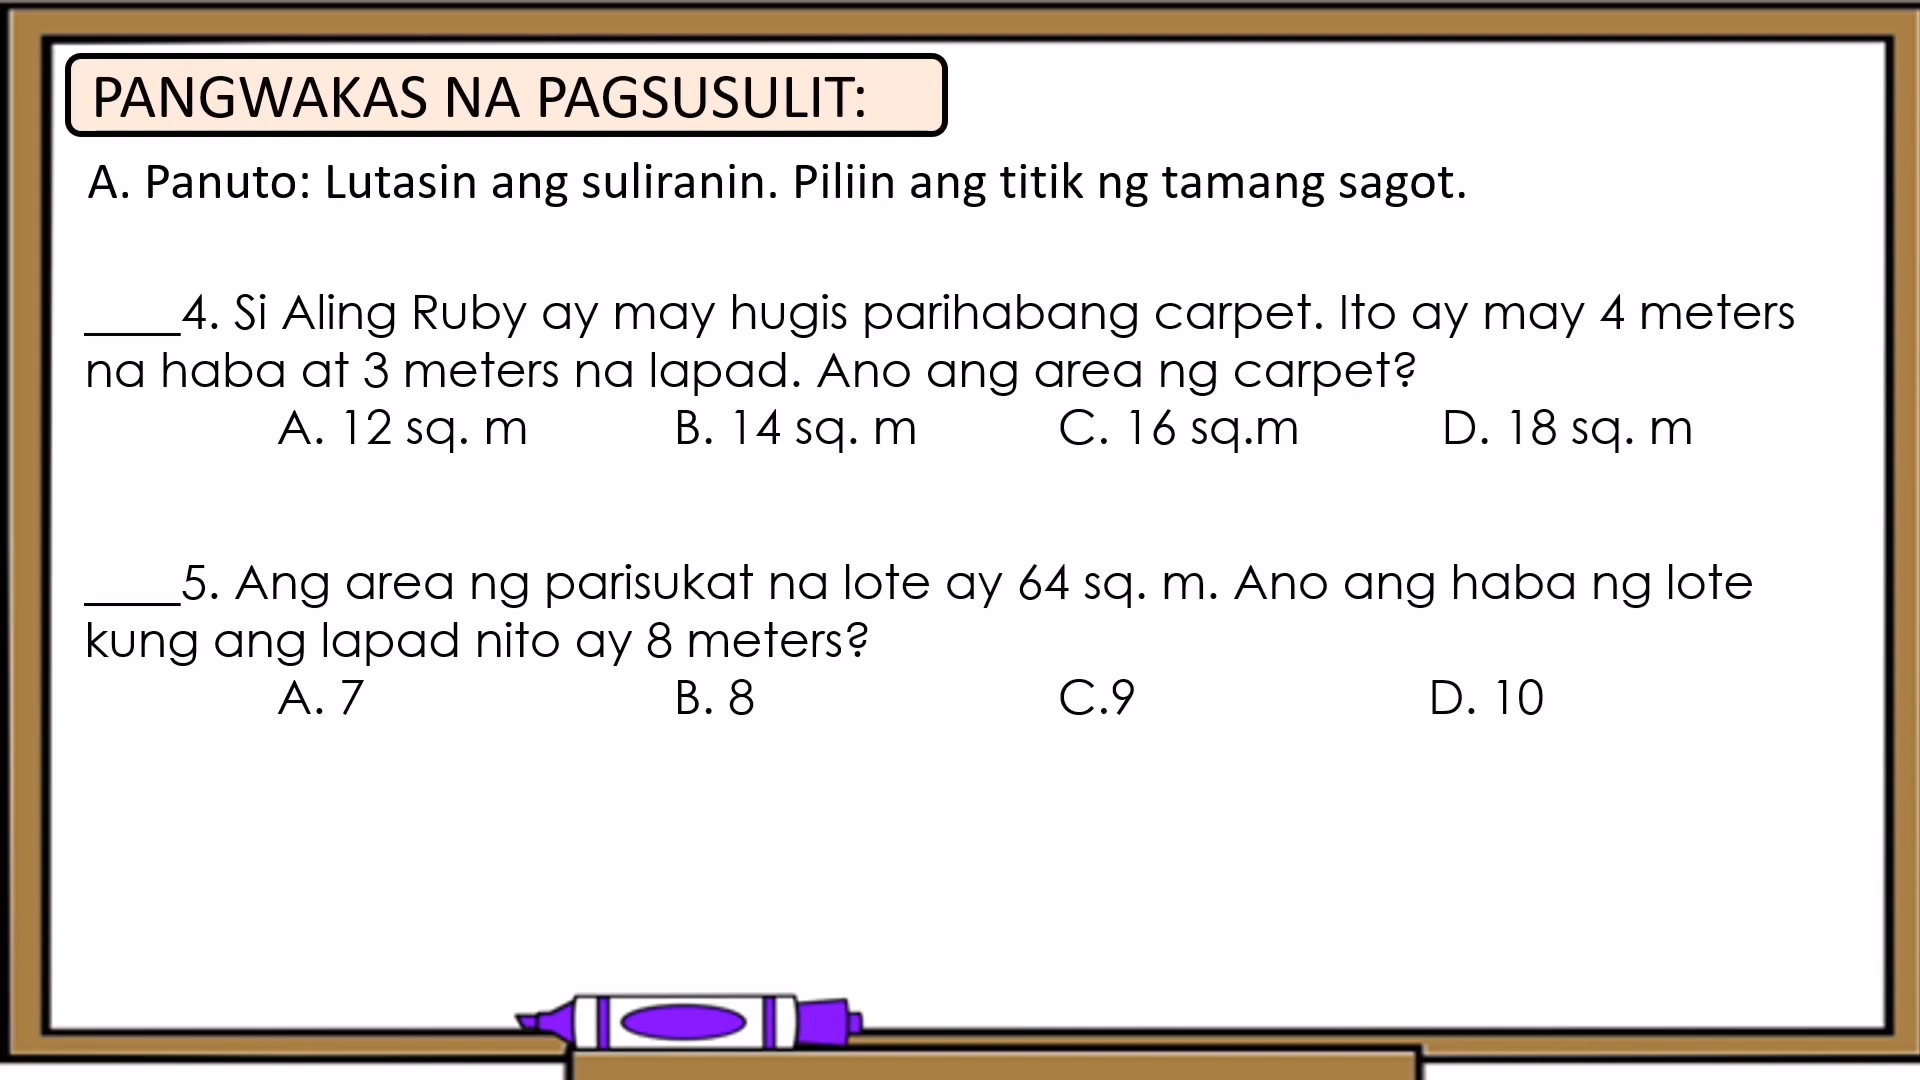 PANGWAKAS NA PAGSUSULIT:
A. Panuto: Lutasin ang suliranin. Piliin ang titik ng tamang sagot.
____4. Si Aling Ruby ay may hugis parihabang carpet. Ito ay may 4 meters
na haba at 3 meters na lapad. Ano ang area ng carpet?
A. 12 sq. m B. 14 sq. m C. 16 sq.m D. 18 sq. m
____5. Ang area ng parisukat na lote ay 64 sq. m. Ano ang haba ng lote
kung ang lapad nito ay 8 meters?
A. 7 B. 8 C.9 D. 10